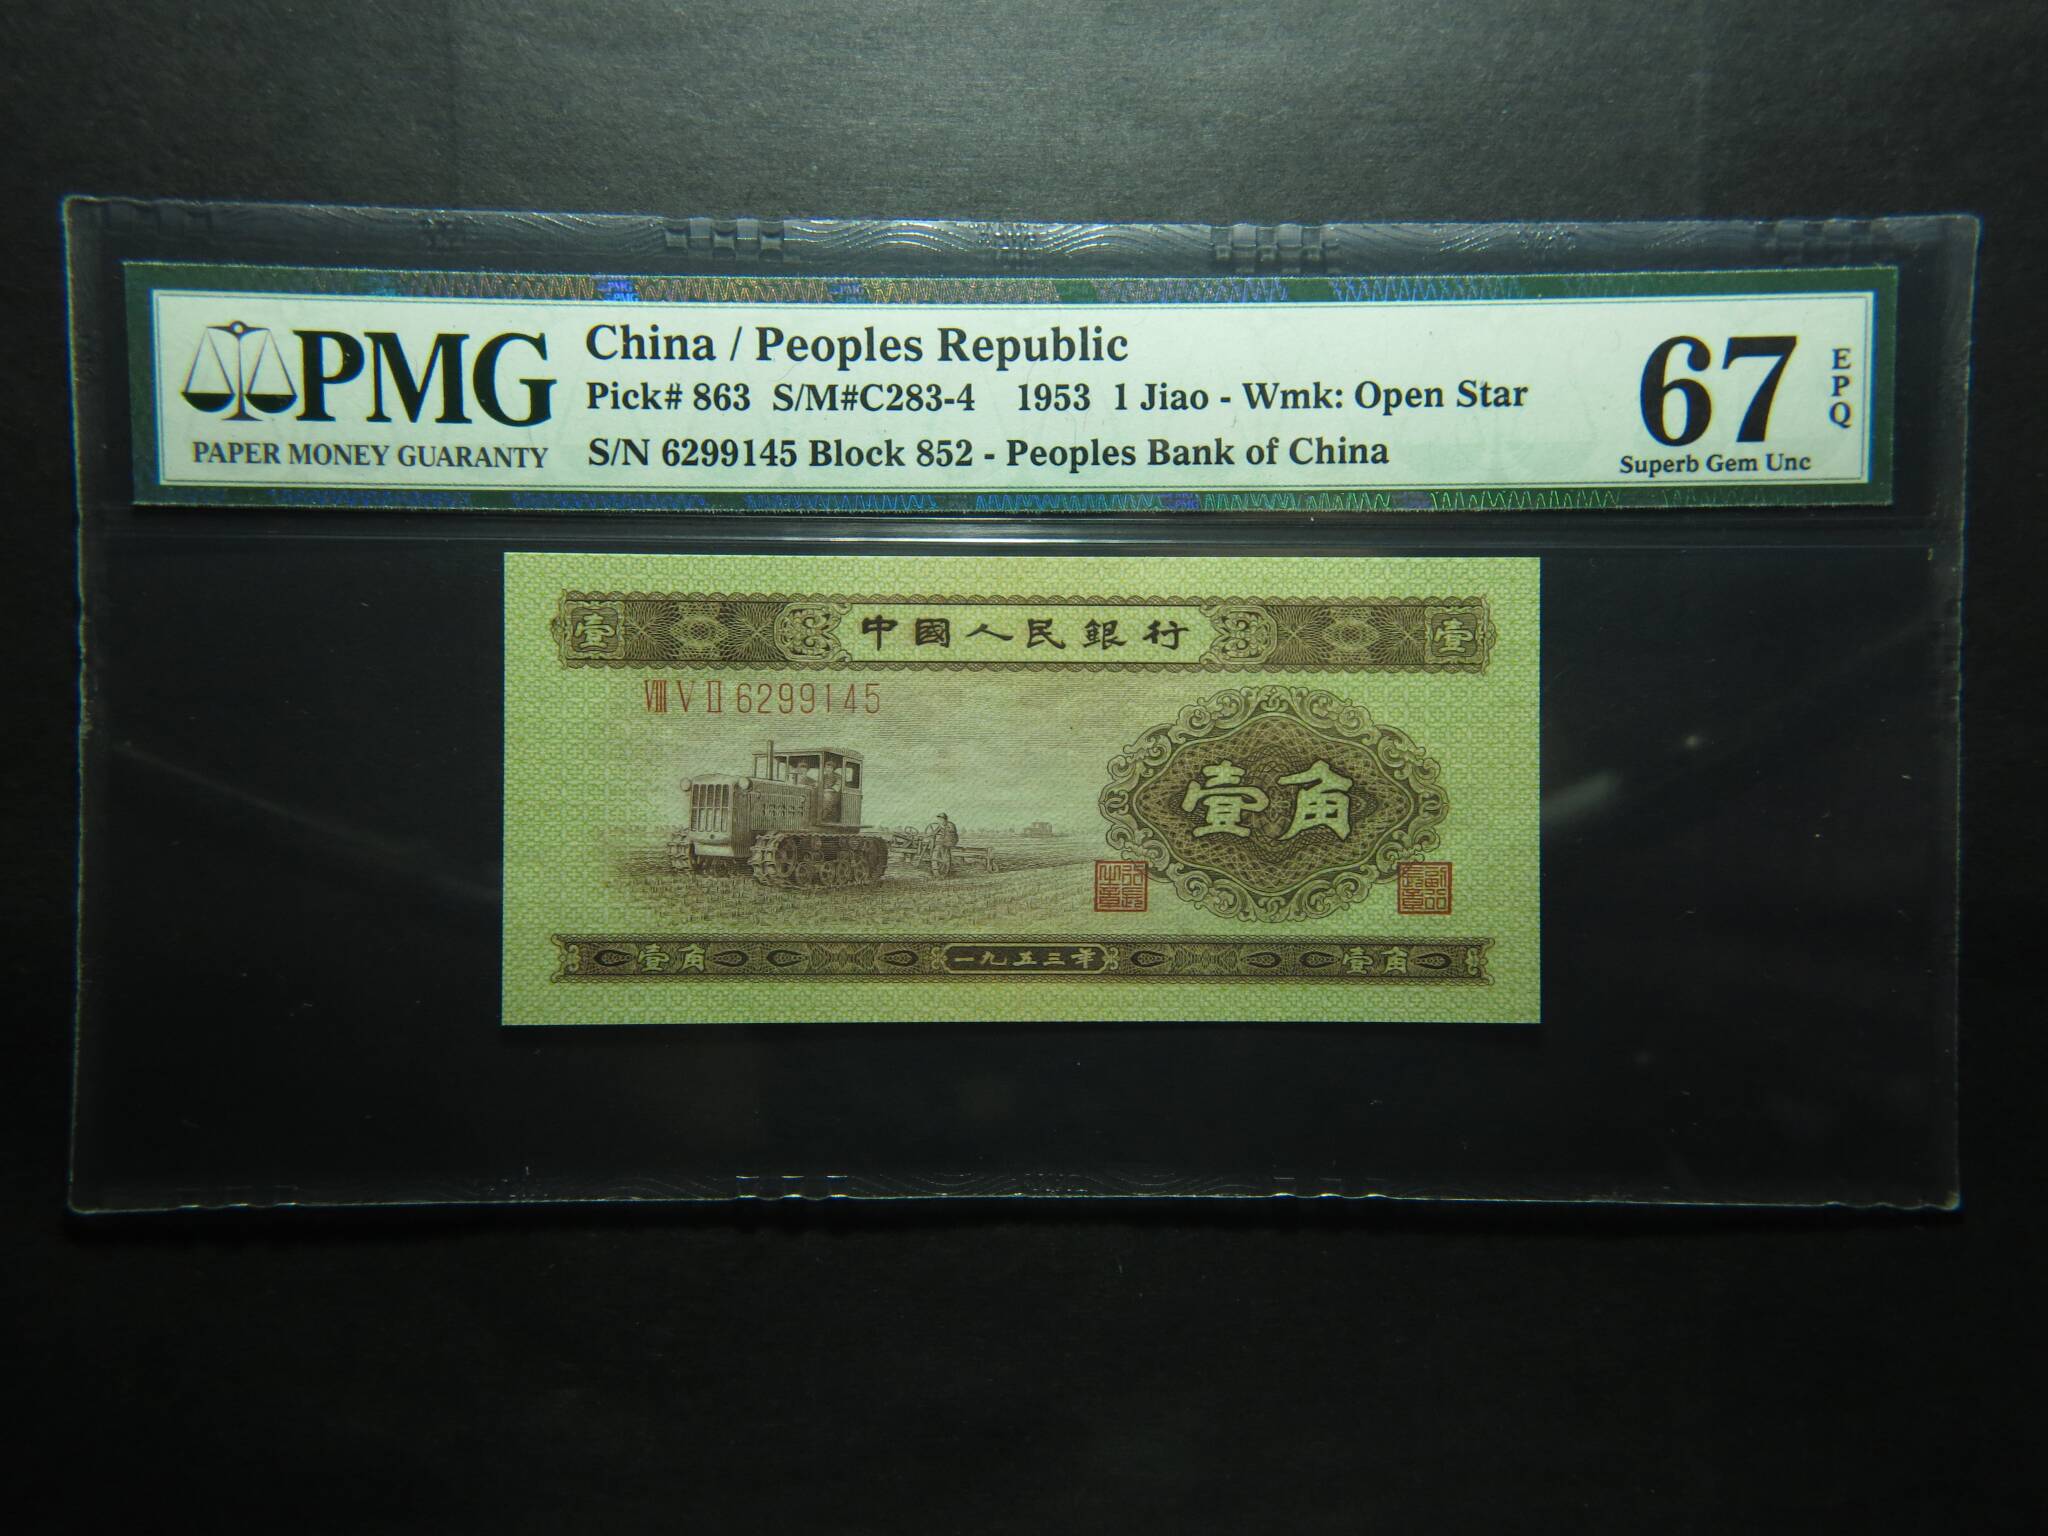 PMG
PAPER MONEY GUARANTY
China / Peoples Republic
Pick# 863 S/M#C283-4 1953 1 Jiao - Wmk: Open Star
S/N 6299145 Block 852 - Peoples Bank of China
67
EPQ
Superb Gem Unc
壹 中國人民銀行 壹
VIII V II 6299145
壹角
壹角 一九五三年 壹角